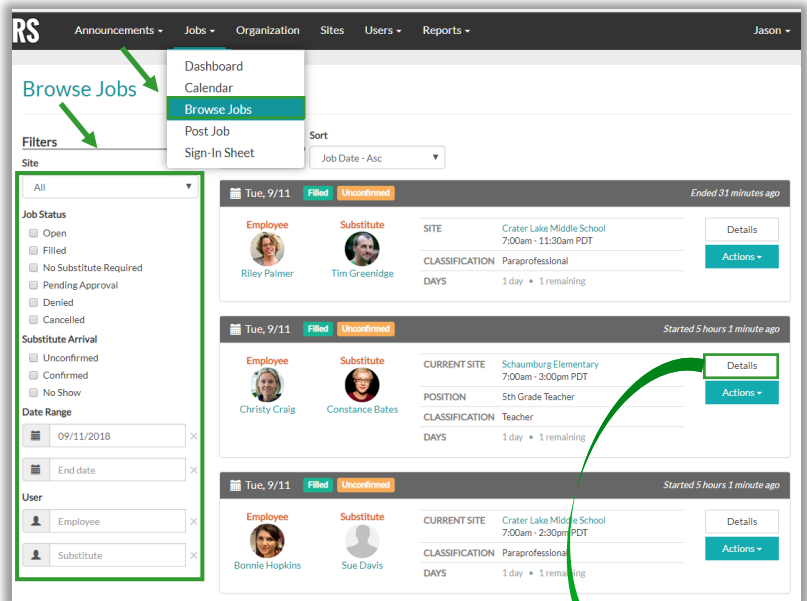 RS
Announcements Jobs Organization Sites Users Reports Jason
Dashboard
Calendar
Browse Jobs
Post Job
Sign-In Sheet
Browse Jobs
Filters
Site
All
Job Status
Open
Filled
No Substitute Required
Pending Approval
Denied
Cancelled
Substitute Arrival
Unconfirmed
Confirmed
No Show
Date Range
09/11/2018
End date
User
Employee
Substitute
Sort
Job Date - Asc
Tue, 9/11 Filled Unconfirmed Ended 31 minutes ago
Employee Substitute
Riley Palmer Tim Greenidge
SITE Crater Lake Middle School
7:00am - 11:30am PDT
CLASSIFICATION Paraprofessional
DAYS 1 day • 1 remaining
Details
Actions
Tue, 9/11 Filled Unconfirmed Started 5 hours 1 minute ago
Employee Substitute
Christy Craig Constance Bates
CURRENT SITE Schaumburg Elementary
7:00am - 3:00pm PDT
POSITION 5th Grade Teacher
CLASSIFICATION Teacher
DAYS 1 day • 1 remaining
Details
Actions
Tue, 9/11 Filled Unconfirmed Started 5 hours 1 minute ago
Employee Substitute
Bonnie Hopkins Sue Davis
CURRENT SITE Crater Lake Middle School
7:00am - 2:30pm PDT
CLASSIFICATION Paraprofessional
DAYS 1 day • 1 remaining
Details
Actions